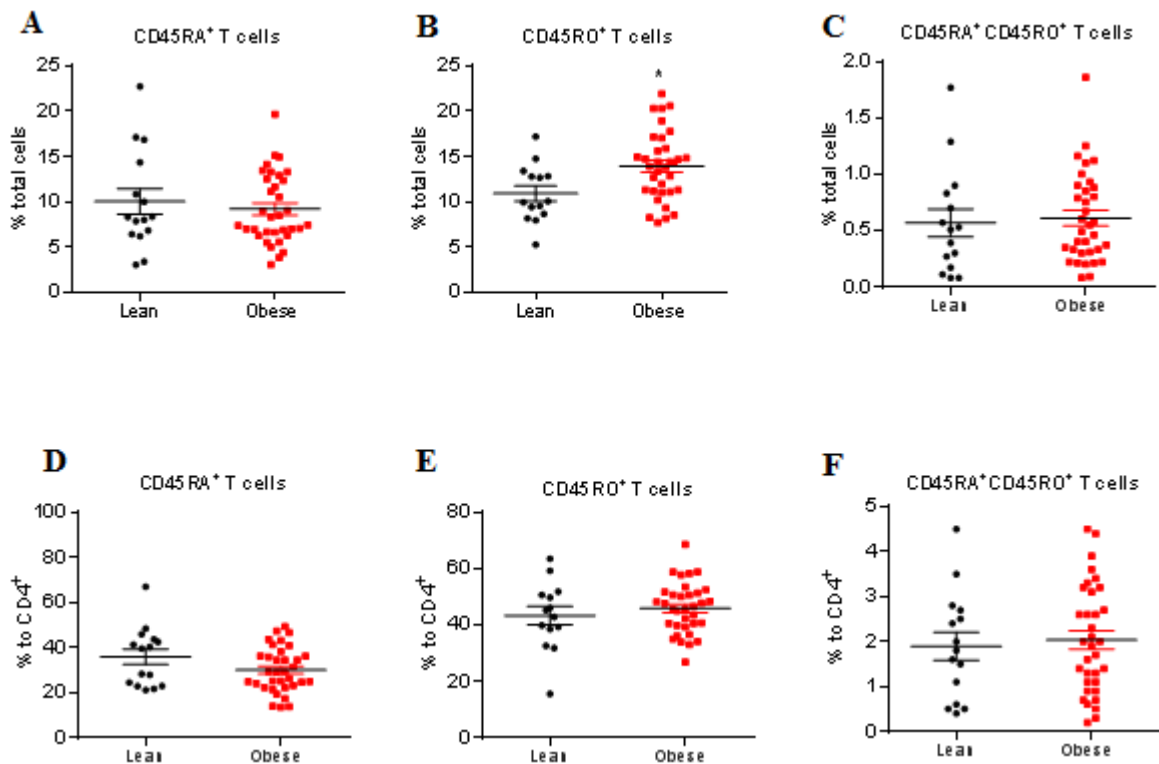 A
CD45RA⁺ T cells
% total cells
25
20
15
10
5
0
Lean
Obese
B
CD45RO⁺ T cells
*
% total cells
25
20
15
10
5
0
Lean
Obese
C
CD45RA⁺CD45RO⁺ T cells
% total cells
2.0
1.5
1.0
0.5
0.0
Lean
Obese
D
CD45RA⁺ T cells
% to CD4⁺
100
80
60
40
20
0
Lean
Obese
E
CD45RO⁺ T cells
% to CD4⁺
80
60
40
20
0
Lean
Obese
F
CD45RA⁺CD45RO⁺ T cells
% to CD4⁺
5
4
3
2
1
0
Lean
Obese